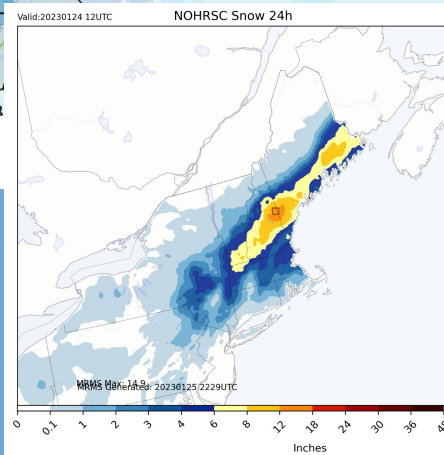 Valid:20230124 12UTC
NOHRSC Snow 24h
MRMS Max: 14.9
MRMS Generated: 20230125 2229UTC
0 0.1 1 2 3 4 6 8 12 18 24 30 36
Inches